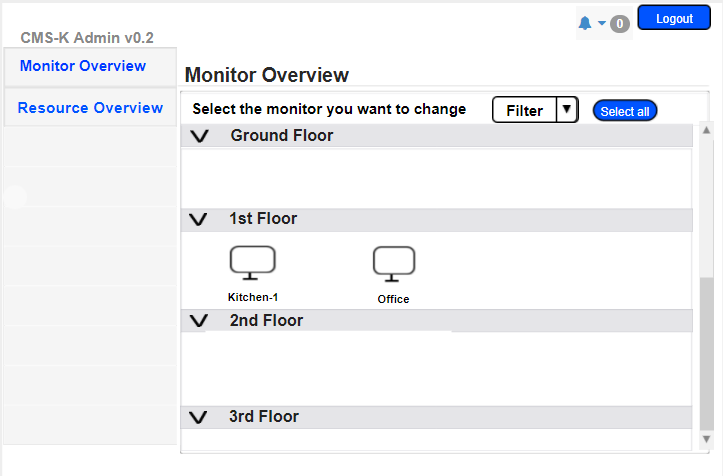 CMS-K Admin v0.2
0
Logout
Monitor Overview
Resource Overview
Monitor Overview
Select the monitor you want to change
Filter
Select all
Ground Floor
1st Floor
Kitchen-1
Office
2nd Floor
3rd Floor